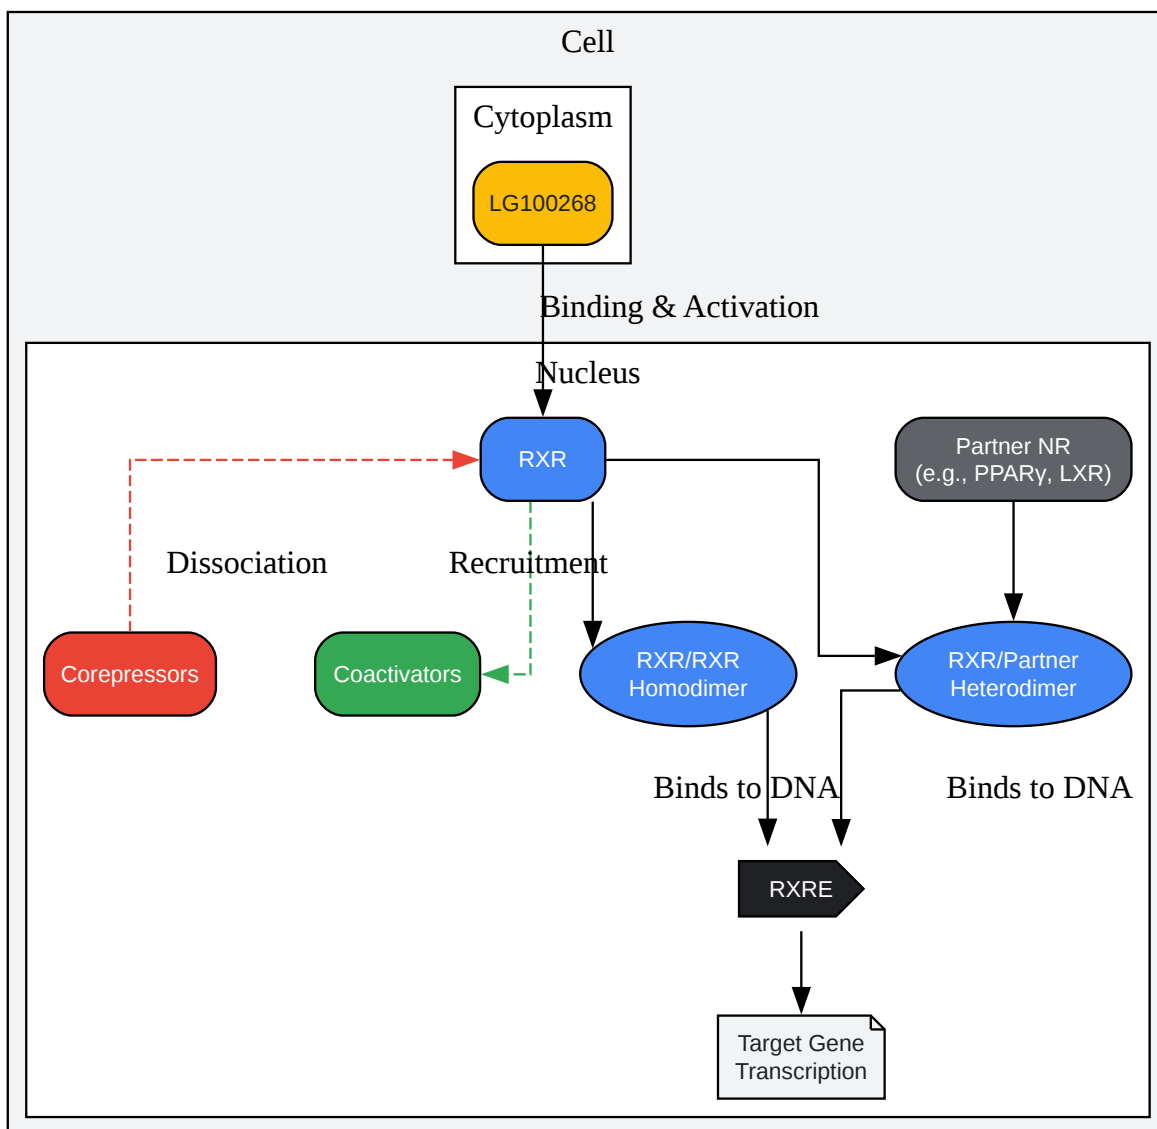 Cell
Cytoplasm
LG100268
Binding & Activation
Nucleus
RXR
Partner NR
(e.g., PPARγ, LXR)
Dissociation
Recruitment
Corepressors
Coactivators
RXR/RXR
Homodimer
RXR/Partner
Heterodimer
Binds to DNA
Binds to DNA
RXRE
Target Gene
Transcription